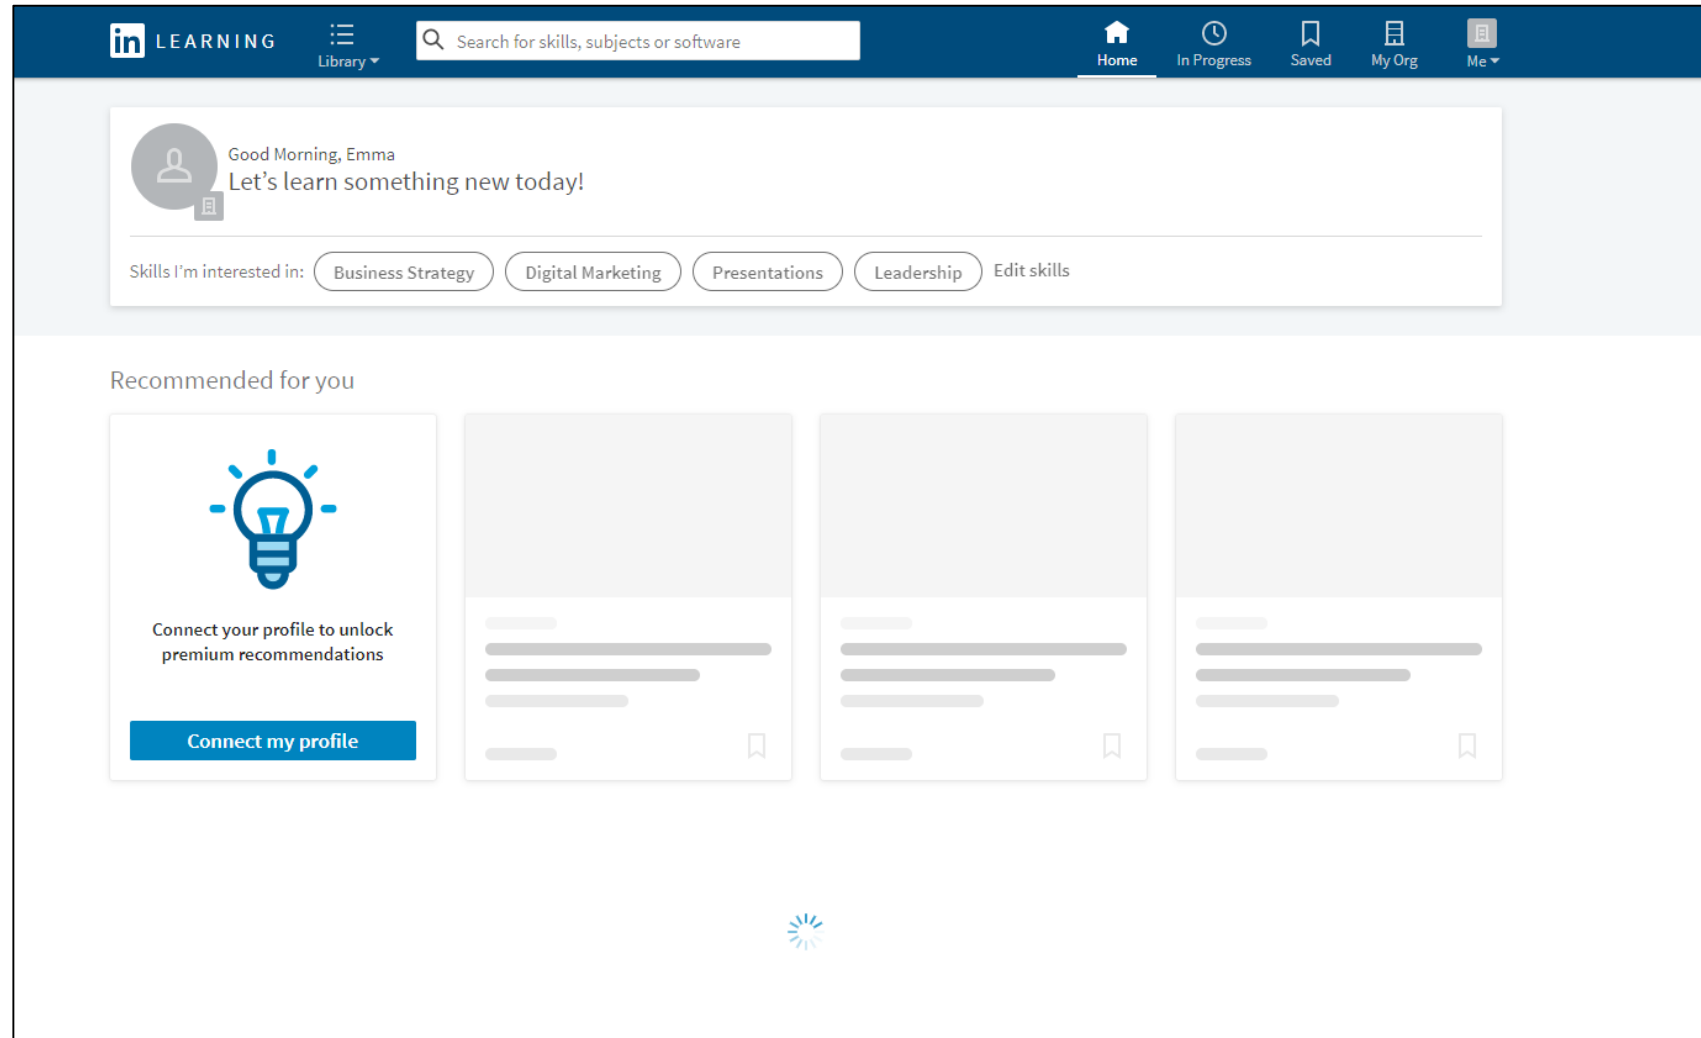 in LEARNING
Library
Search for skills, subjects or software
Home
In Progress
Saved
My Org
Me
Good Morning, Emma
Let's learn something new today!
Skills I'm interested in: Business Strategy Digital Marketing Presentations Leadership Edit skills
Recommended for you
Connect your profile to unlock
premium recommendations
Connect my profile